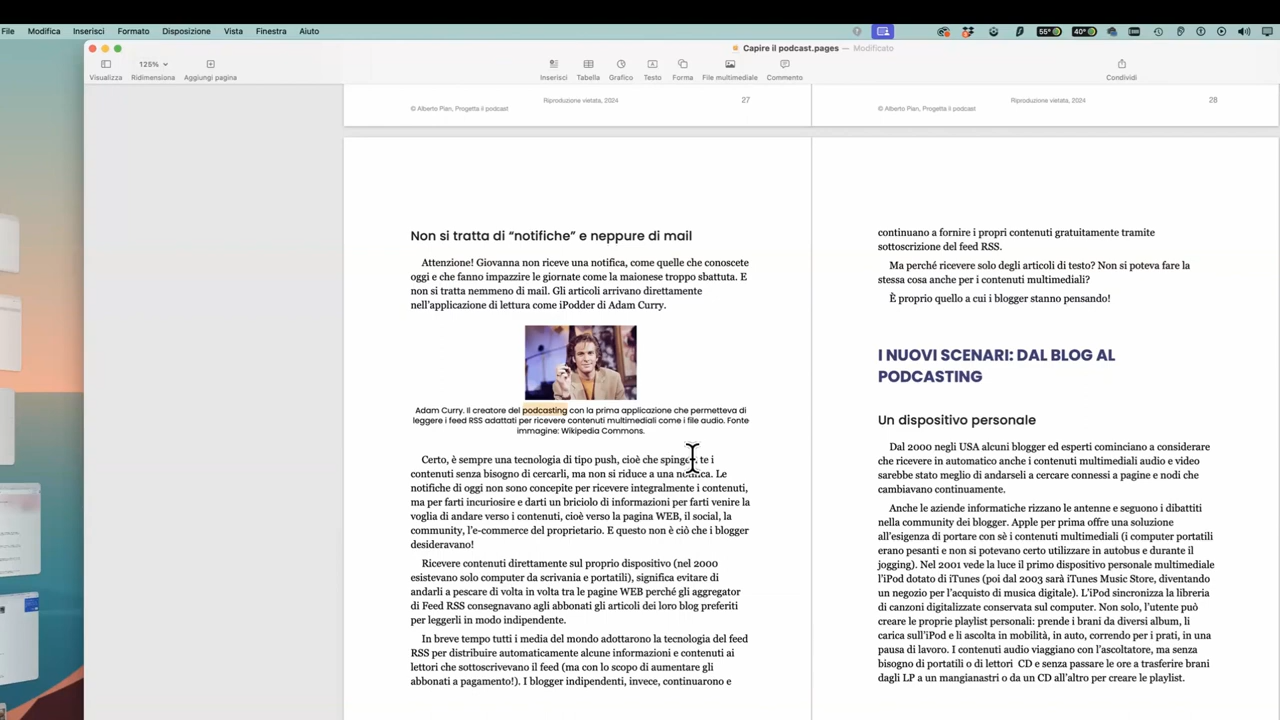 File Modifica Inserisci Formato Disposizione Vista Finestra Aiuto
55° 40°
Capire il podcast.pages — Modificato
125%
Visualizza Ridimensiona Aggiungi pagina Inserisci Tabella Grafico Testo Forma File multimediale Commento Condividi
© Alberto Pian, Progetta il podcast Riproduzione vietata, 2024 27
© Alberto Pian, Progetta il podcast Riproduzione vietata, 2024 28
Non si tratta di “notifiche” e neppure di mail
Attenzione! Giovanna non riceve una notifica, come quelle che conoscete
oggi e che fanno impazzire le giornate come la maionese troppo sbattuta. E
non si tratta nemmeno di mail. Gli articoli arrivano direttamente
nell’applicazione di lettura come iPodder di Adam Curry.
Adam Curry. Il creatore del podcasting con la prima applicazione che permetteva di
leggere i feed RSS adattati per ricevere contenuti multimediali come i file audio. Fonte
immagine: Wikipedia Commons.
Certo, è sempre una tecnologia di tipo push, cioè che spinge te i
contenuti senza bisogno di cercarli, ma non si riduce a una notifica. Le
notifiche di oggi non sono concepite per ricevere integralmente i contenuti,
ma per farti incuriosire e darti un briciolo di informazioni per farti venire la
voglia di andare verso i contenuti, cioè verso la pagina WEB, il social, la
community, l’e-commerce del proprietario. E questo non è ciò che i blogger
desideravano!
Ricevere contenuti direttamente sul proprio dispositivo (nel 2000
esistevano solo computer da scrivania e portatili), significa evitare di
andarli a pescare di volta in volta tra le pagine WEB perché gli aggregator
di Feed RSS consegnavano agli abbonati gli articoli dei loro blog preferiti
per leggerli in modo indipendente.
In breve tempo tutti i media del mondo adottarono la tecnologia del feed
RSS per distribuire automaticamente alcune informazioni e contenuti ai
lettori che sottoscrivevano il feed (ma con lo scopo di aumentare gli
abbonati a pagamento!). I blogger indipendenti, invece, continuarono e
continuano a fornire i propri contenuti gratuitamente tramite
sottoscrizione del feed RSS.
Ma perché ricevere solo degli articoli di testo? Non si poteva fare la
stessa cosa anche per i contenuti multimediali?
È proprio quello a cui i blogger stanno pensando!
I NUOVI SCENARI: DAL BLOG AL
PODCASTING
Un dispositivo personale
Dal 2000 negli USA alcuni blogger ed esperti cominciano a considerare
che ricevere in automatico anche i contenuti multimediali audio e video
sarebbe stato meglio di andarseli a cercare connessi a pagine e nodi che
cambiavano continuamente.
Anche le aziende informatiche rizzano le antenne e seguono i dibattiti
nella community dei blogger. Apple per prima offre una soluzione
all’esigenza di portare con sè i contenuti multimediali (i computer portatili
erano pesanti e non si potevano certo utilizzare in autobus e durante il
jogging). Nel 2001 vede la luce il primo dispositivo personale multimediale
l’iPod dotato di iTunes (poi dal 2003 sarà iTunes Music Store, diventando
un negozio per l’acquisto di musica digitale). L’iPod sincronizza la libreria
di canzoni digitalizzate conservata sul computer. Non solo, l’utente può
creare le proprie playlist personali: prende i brani da diversi album, li
carica sull’iPod e li ascolta in mobilità, in auto, correndo per i prati, in una
pausa di lavoro. I contenuti audio viaggiano con l’ascoltatore, ma senza
bisogno di portatili o di lettori CD e senza passare le ore a trasferire brani
dagli LP a un mangianastri o da un CD all’altro per creare le playlist.